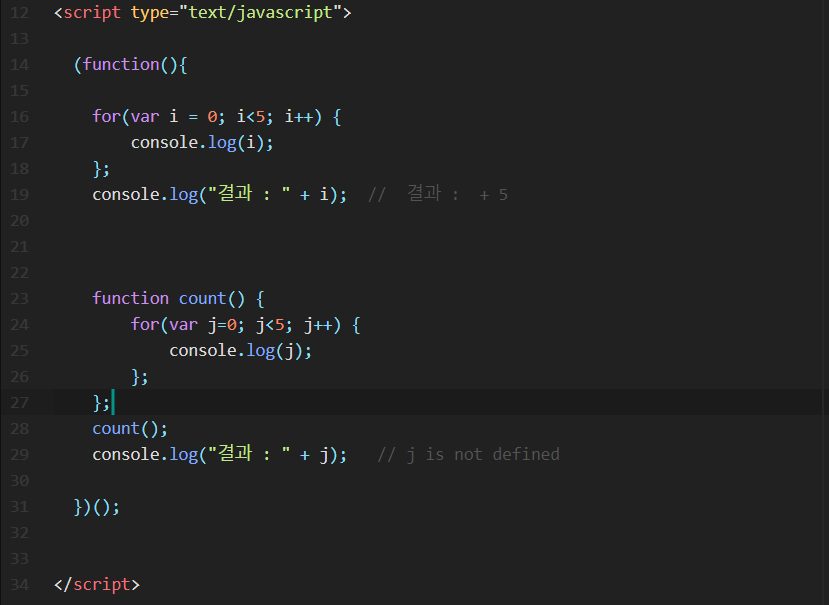 12 <script type="text/javascript">
13
14 (function(){
15
16 for(var i = 0; i<5; i++) {
17 console.log(i);
18 };
19 console.log("결과 : " + i); // 결과 : + 5
20
21
22
23 function count() {
24 for(var j=0; j<5; j++) {
25 console.log(j);
26 };
27 };
28 count();
29 console.log("결과 : " + j); // j is not defined
30
31 })();
32
33
34 </script>